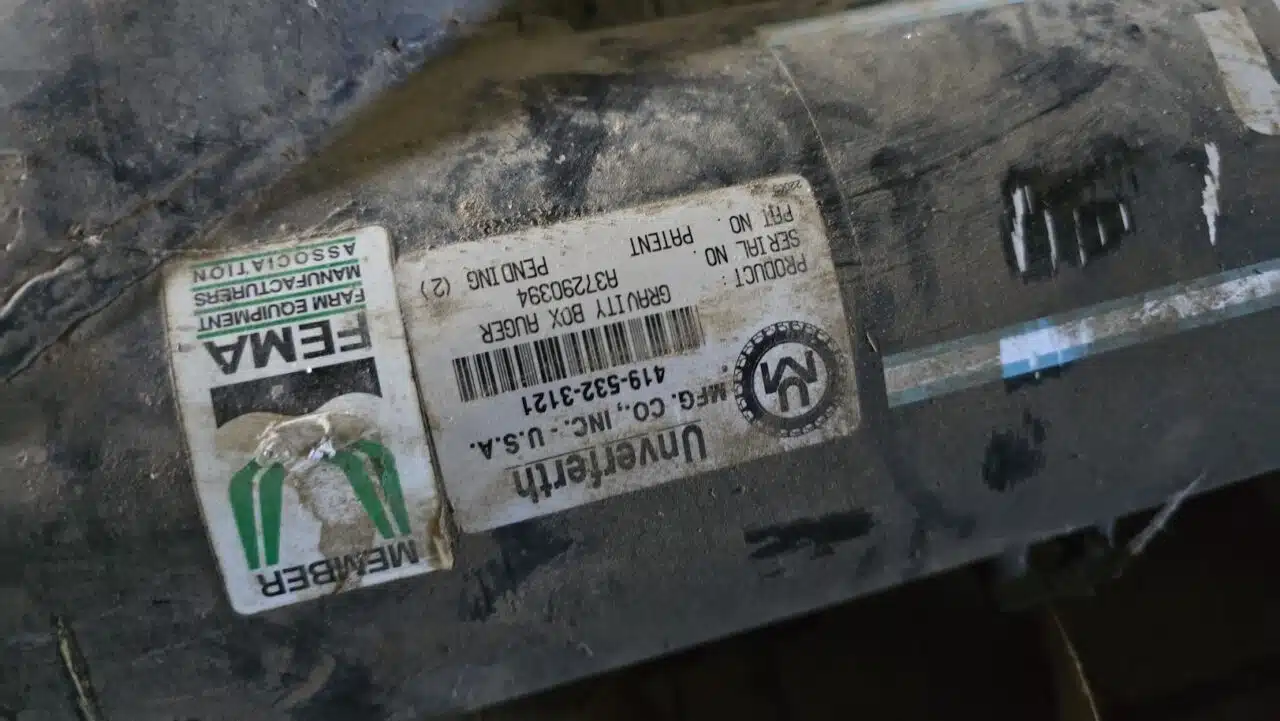 Unverferth
MFG. CO., INC. - U.S.A.
419-532-3121
PRODUCT : GRAVITY BOX AUGER
SERIAL NO. A37290394
PAT NO. PATENT PENDING (2)
MEMBER
FEMA
FARM EQUIPMENT
MANUFACTURERS
ASSOCIATION